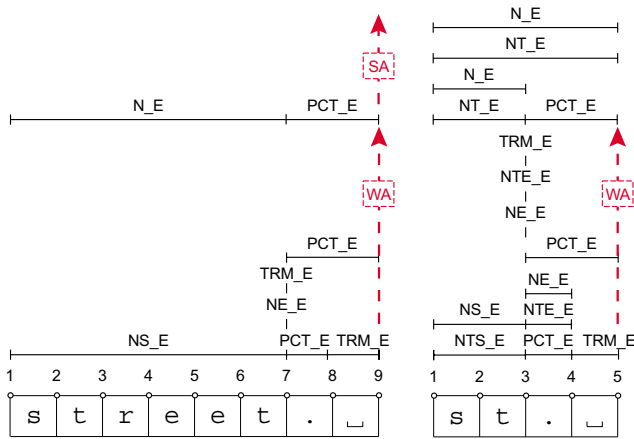 N_E
NT_E
SA N_E
N_E PCT_E NT_E PCT_E
TRM_E
WA NTE_E WA
NE_E
PCT_E PCT_E
TRM_E
NE_E NE_E
NS_E NTE_E
NS_E PCT_E TRM_E NTS_E PCT_E TRM_E
1 2 3 4 5 6 7 8 9 1 2 3 4 5
s t r e e t . ␣ s t . ␣